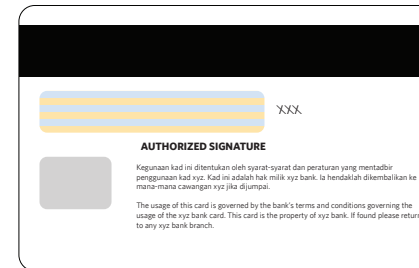 XXX
AUTHORIZED SIGNATURE
Kegunaan kad ini ditentukan oleh syarat-syarat dan peraturan yang mentadbir
penggunaan kad xyz. Kad ini adalah hak milik xyz bank. Ia hendaklah dikembalikan ke
mana-mana cawangan xyz jika dijumpai.
The usage of this card is governed by the bank's terms and conditions governing the
usage of the xyz bank card. This card is the property of xyz bank. If found please return
to any xyz bank branch.